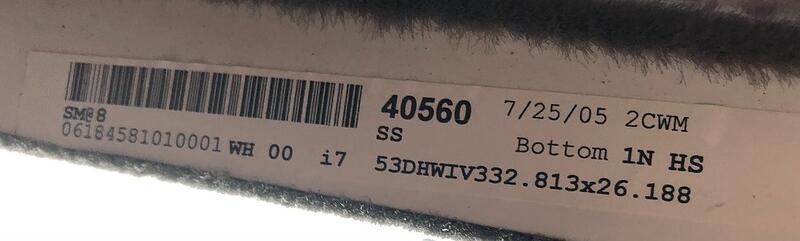 40560 7/25/05 2CWM
SM@8 SS Bottom 1N HS
06184581010001 WH 00 i7 53DHWIV332.813x26.188